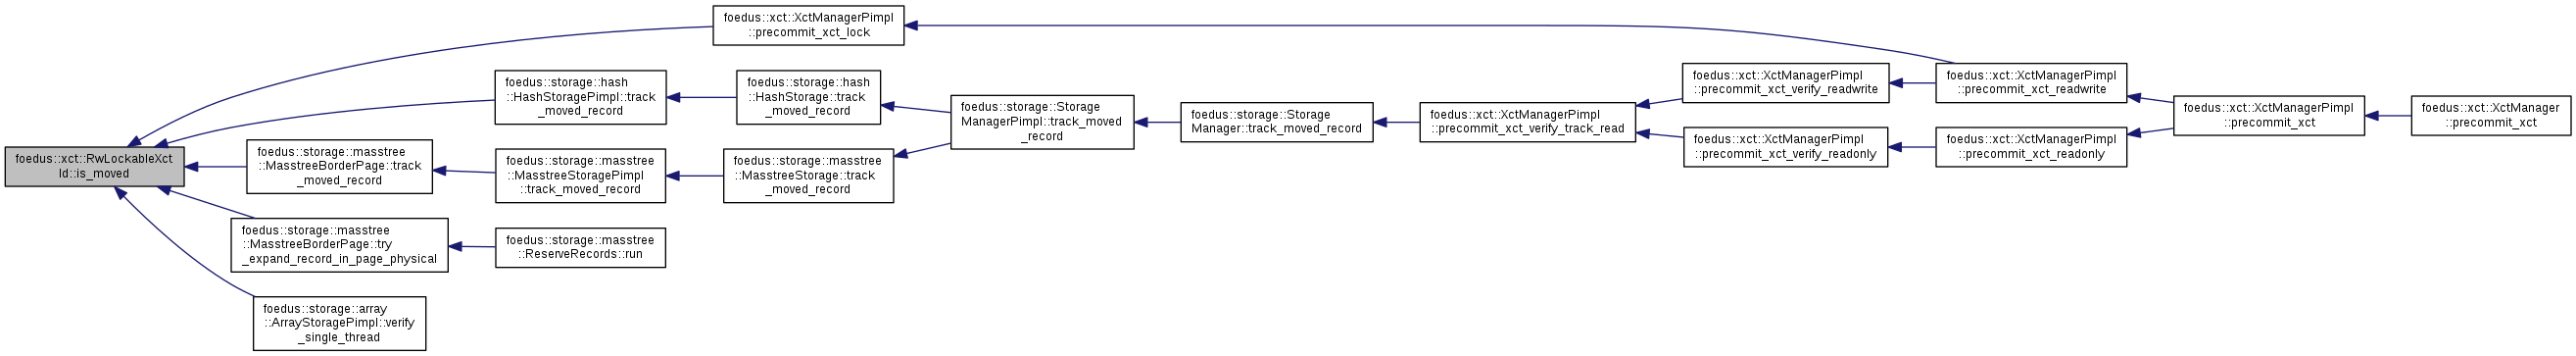 foedus::xct::RwLockableXct
Id::is_moved
foedus::xct::XctManagerPimpl
::precommit_xct_lock
foedus::storage::hash
::HashStoragePimpl::track
_moved_record
foedus::storage::hash
::HashStorage::track
_moved_record
foedus::storage::masstree
::MasstreeBorderPage::track
_moved_record
foedus::storage::masstree
::MasstreeStoragePimpl
::track_moved_record
foedus::storage::masstree
::MasstreeStorage::track
_moved_record
foedus::storage::Storage
ManagerPimpl::track_moved
_record
foedus::storage::Storage
Manager::track_moved_record
foedus::xct::XctManagerPimpl
::precommit_xct_verify_track_read
foedus::xct::XctManagerPimpl
::precommit_xct_verify_readwrite
foedus::xct::XctManagerPimpl
::precommit_xct_verify_readonly
foedus::xct::XctManagerPimpl
::precommit_xct_readwrite
foedus::xct::XctManagerPimpl
::precommit_xct_readonly
foedus::xct::XctManagerPimpl
::precommit_xct
foedus::xct::XctManager
::precommit_xct
foedus::storage::masstree
::MasstreeBorderPage::try
_expand_record_in_page_physical
foedus::storage::masstree
::ReserveRecords::run
foedus::storage::array
::ArrayStoragePimpl::verify
_single_thread